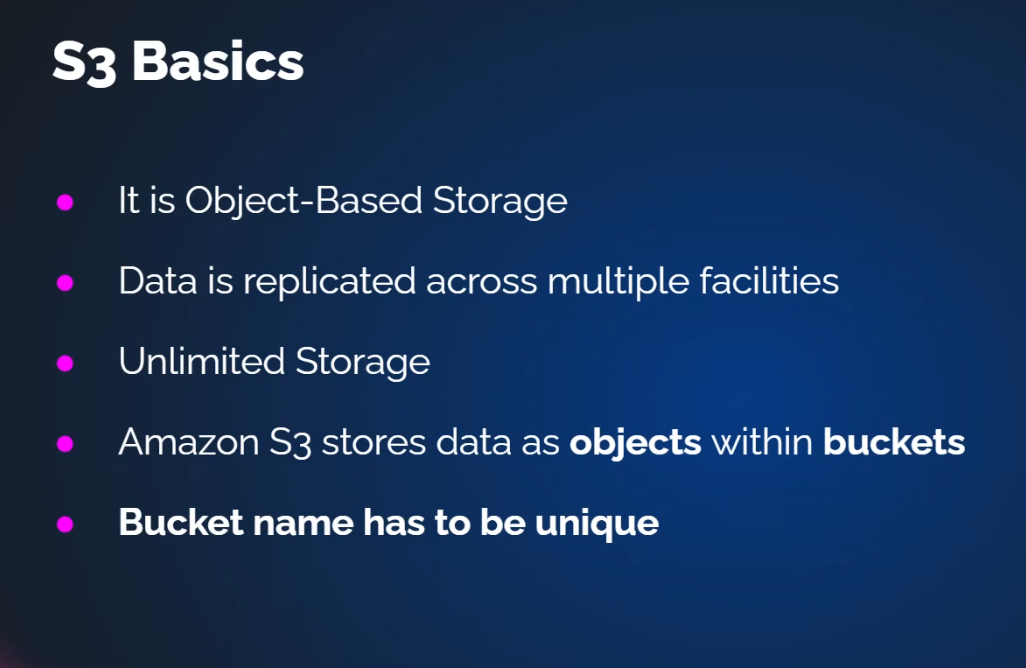 S3 Basics
It is Object-Based Storage
Data is replicated across multiple facilities
Unlimited Storage
Amazon S3 stores data as objects within buckets
Bucket name has to be unique